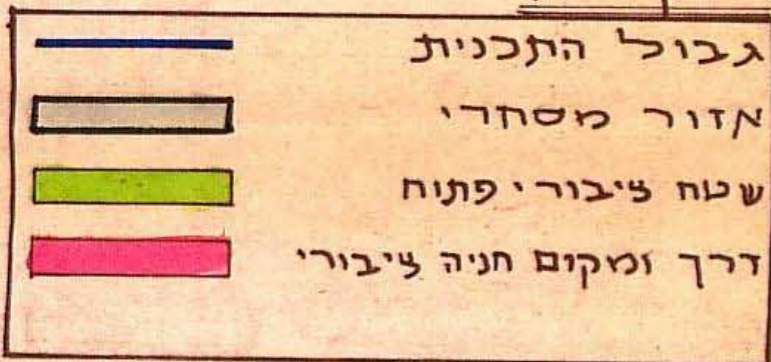 גבול התכנית
אזור מסחרי
שטח ציבורי פתוח
דרך ומקום חניה ציבורי